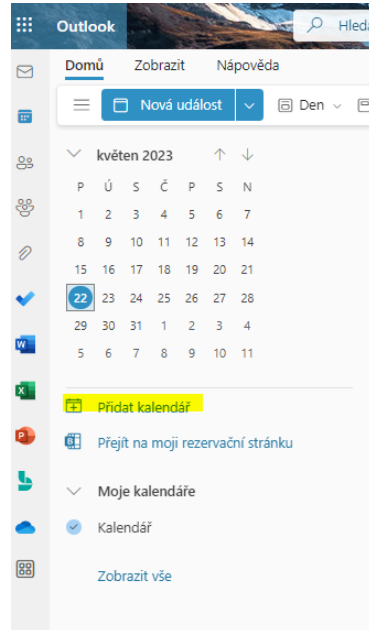 Outlook
Hleda
Domů Zobrazit Nápověda
Nová událost Den
květen 2023
P Ú S Č P S N
1 2 3 4 5 6 7
8 9 10 11 12 13 14
15 16 17 18 19 20 21
22 23 24 25 26 27 28
29 30 31 1 2 3 4
5 6 7 8 9 10 11
Přidat kalendář
Přejít na moji rezervační stránku
Moje kalendáře
Kalendář
Zobrazit vše